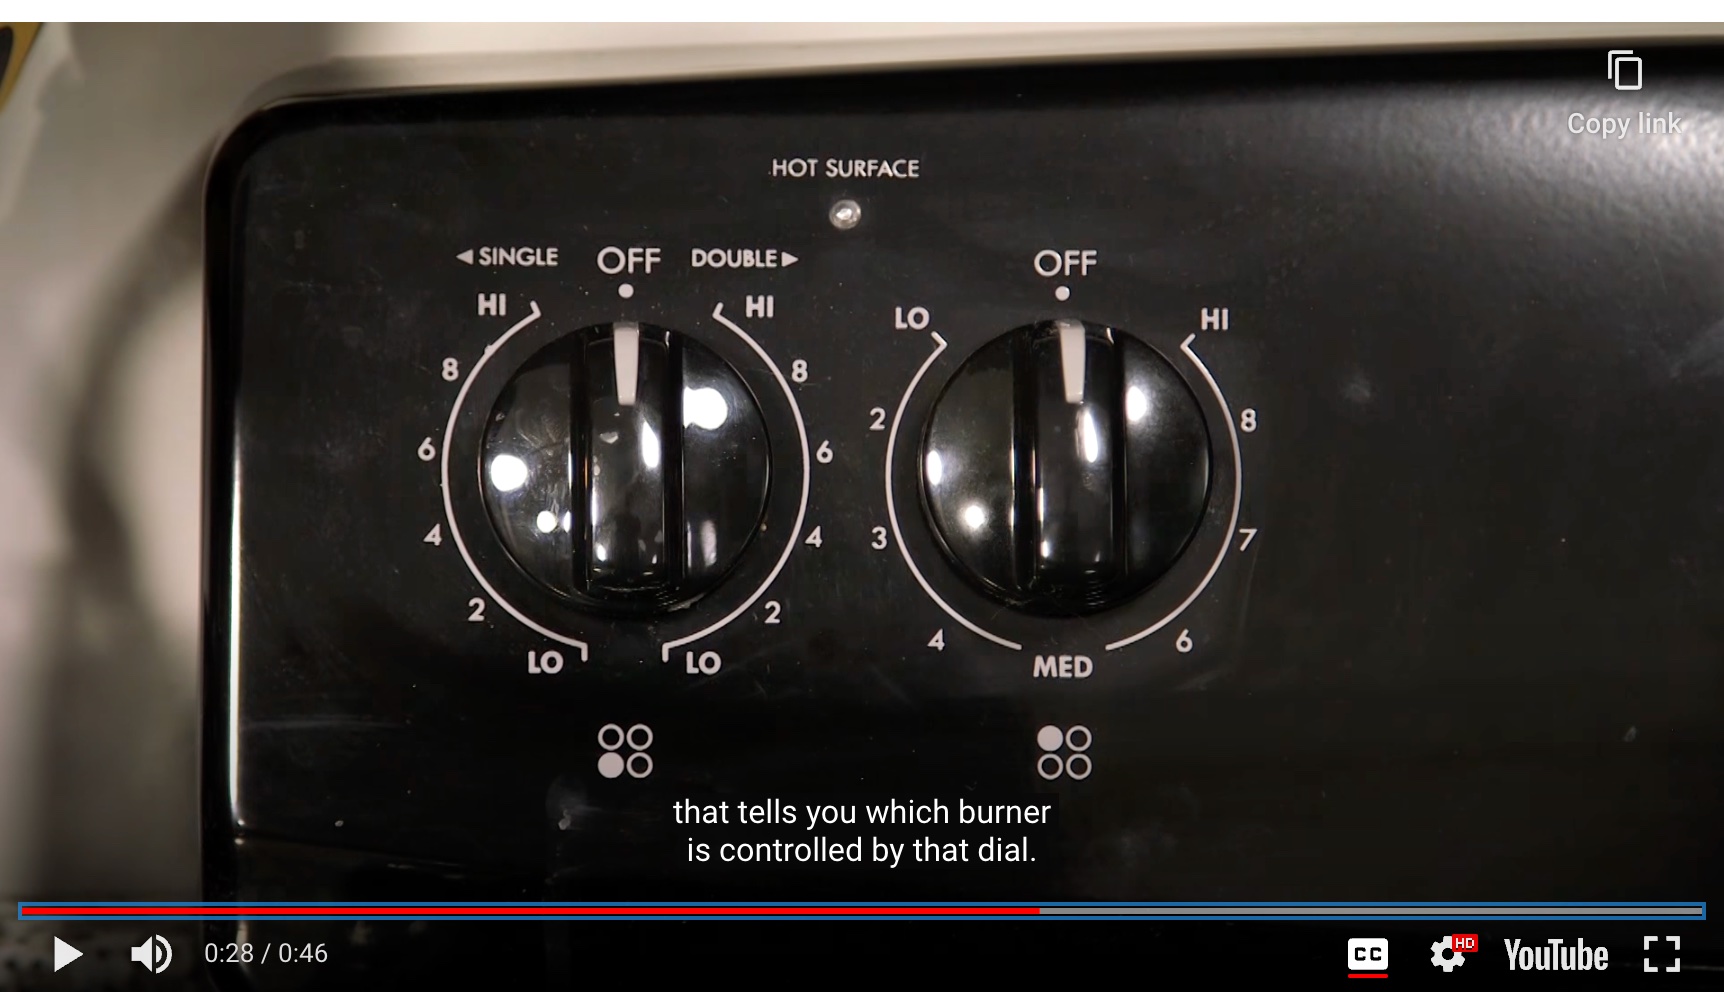 Copy link
HOT SURFACE
◀ SINGLE OFF DOUBLE ▶
OFF
HI HI
LO HI
8 8
2 8
6 6
4 4
3 7
2 2
4 6
LO LO
MED
that tells you which burner
is controlled by that dial.
0:28 / 0:46
CC HD YouTube